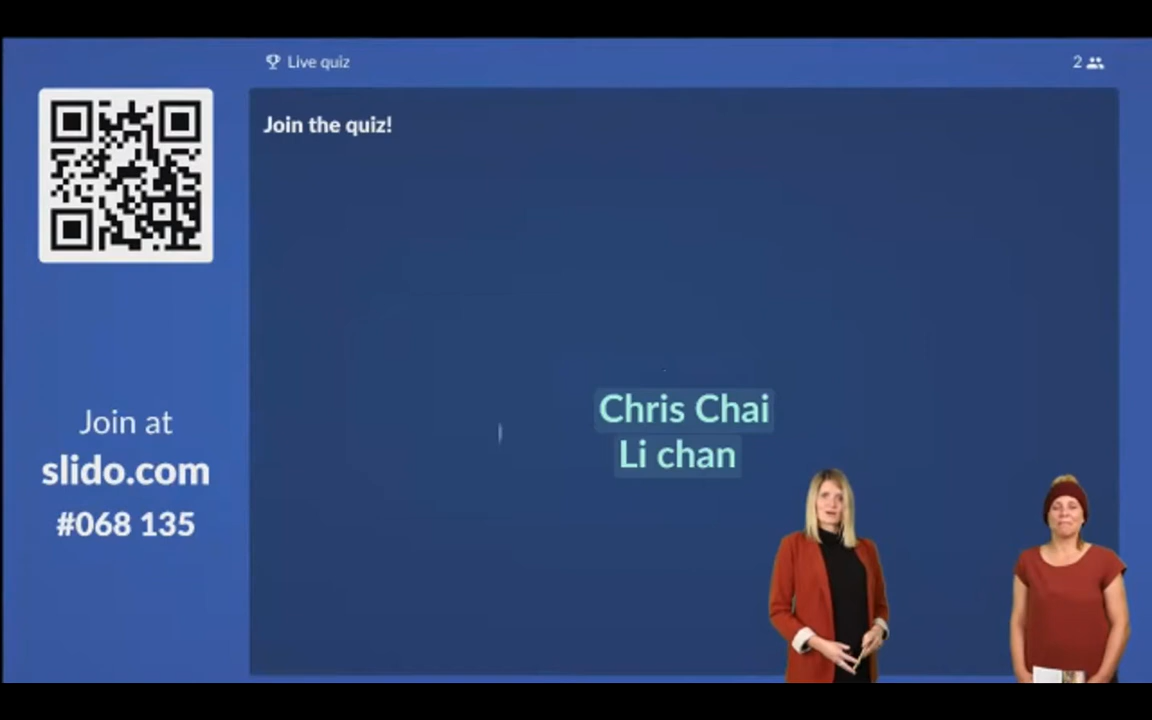 Live quiz
2
Join the quiz!
Chris Chai
Li chan
Join at
slido.com
#068 135